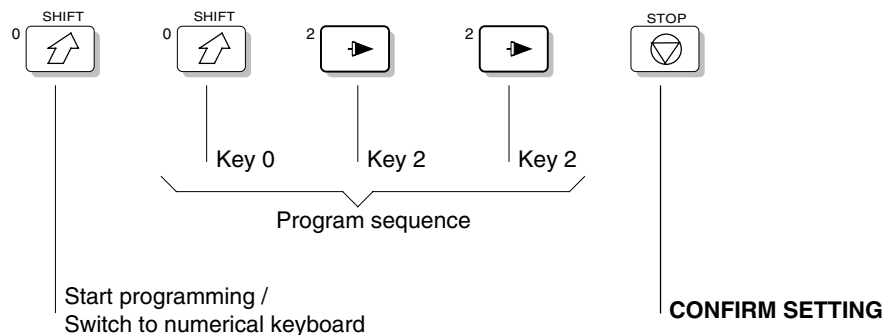 SHIFT SHIFT STOP
0 0 2 2
Key 0 Key 2 Key 2
Program sequence
Start programming /
Switch to numerical keyboard
CONFIRM SETTING